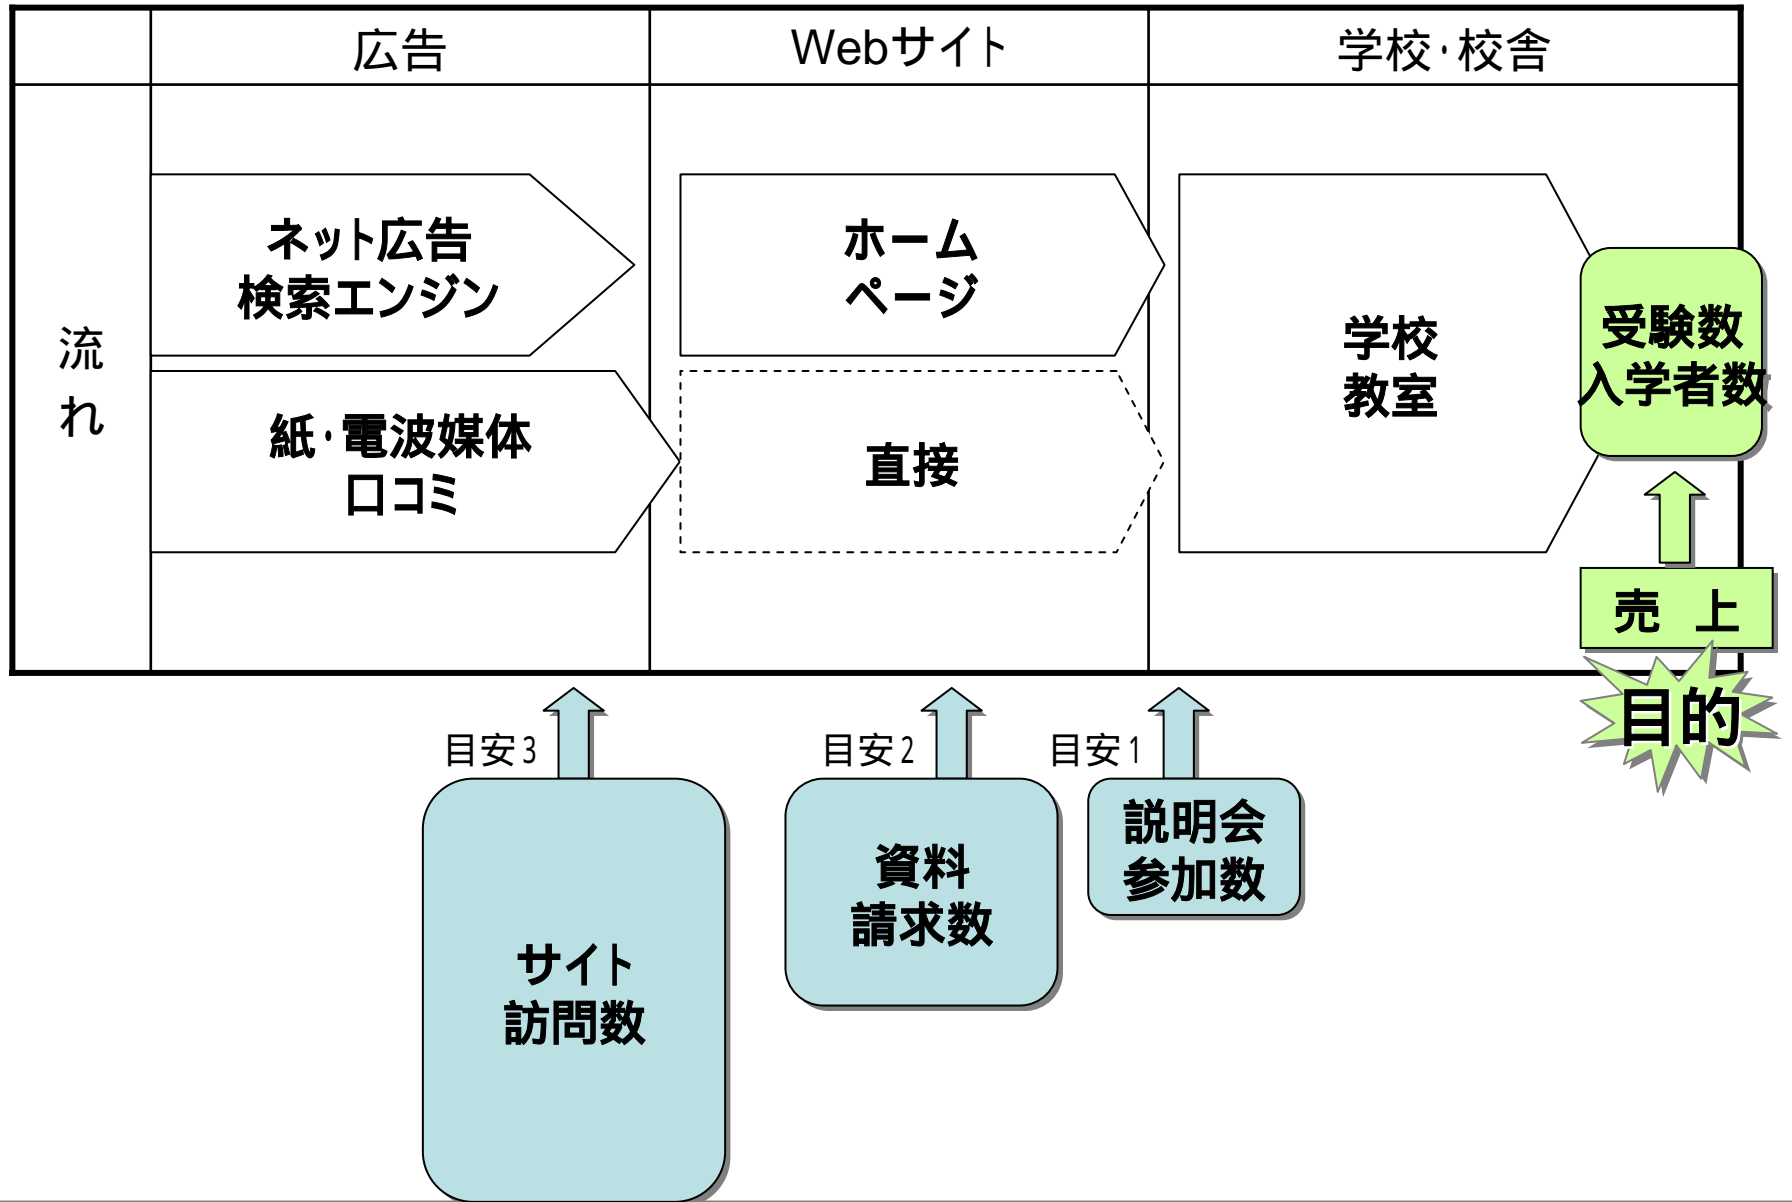 広告
Webサイト
学校・校舎
流
れ
ネット広告
検索エンジン
ホーム
ページ
学校
教室
受験数
入学者数
紙・電波媒体
口コミ
直接
売 上
目的
目安3
目安2
目安1
サイト
訪問数
資料
請求数
説明会
参加数